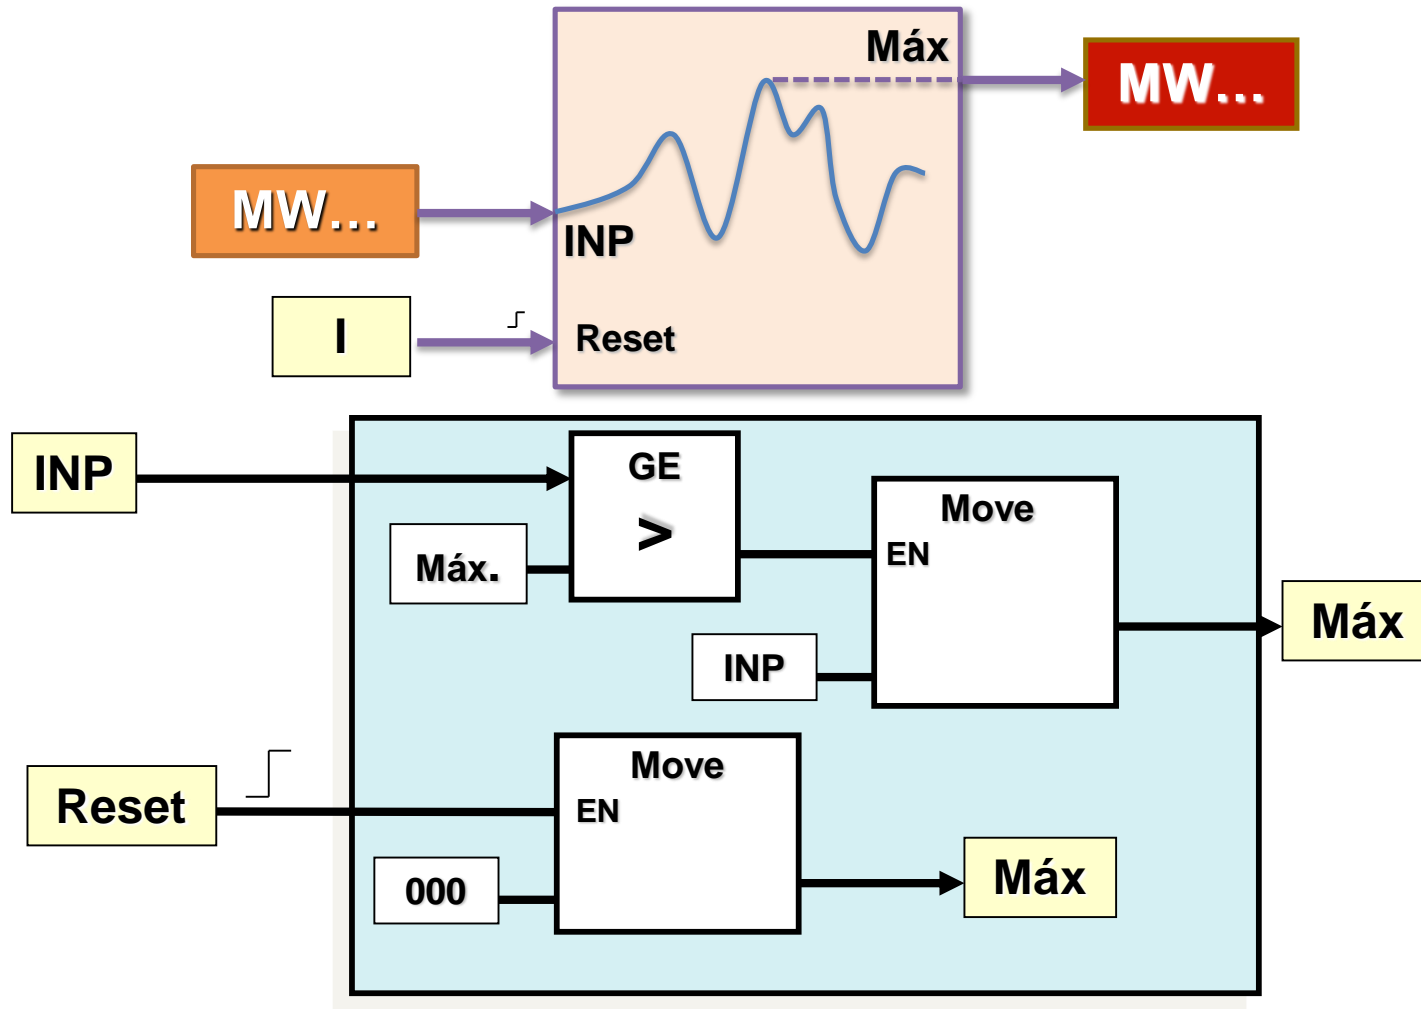 Máx
MW...
MW...
INP
I
Reset
INP
GE
>
Máx.
Move
EN
INP
Máx
Reset
Move
EN
000
Máx